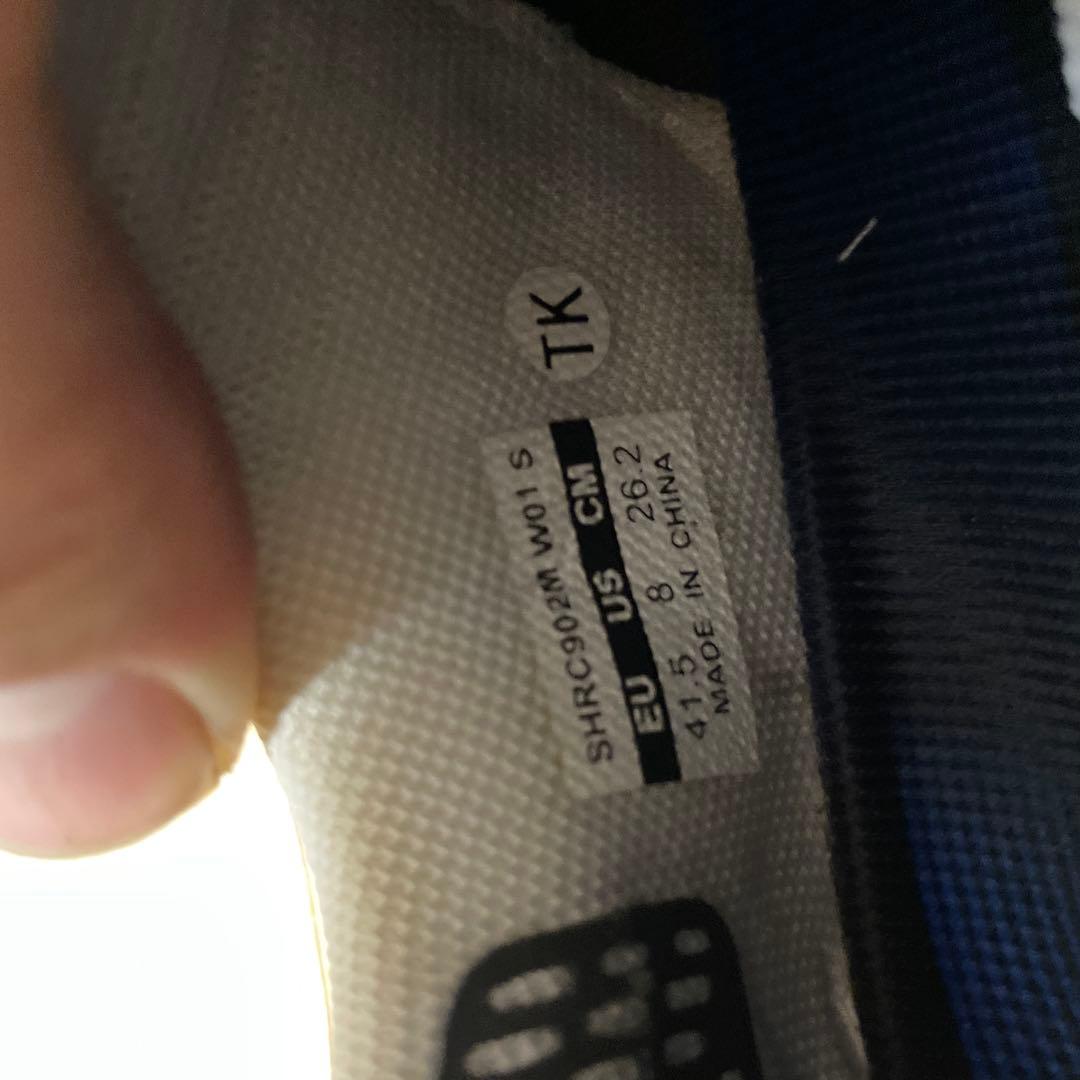 SHRC902M W01 S
EU US CM
41.5 8 26.2
MADE IN CHINA
TK